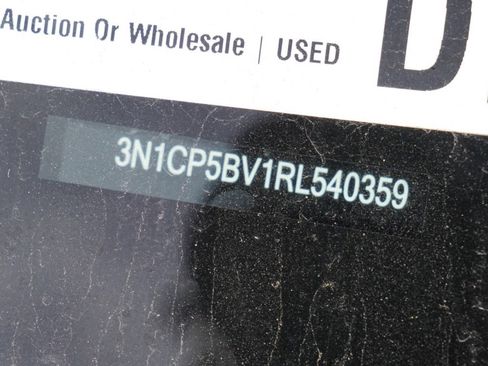 Auction Or Wholesale | USED
D
3N1CP5BV1RL540359